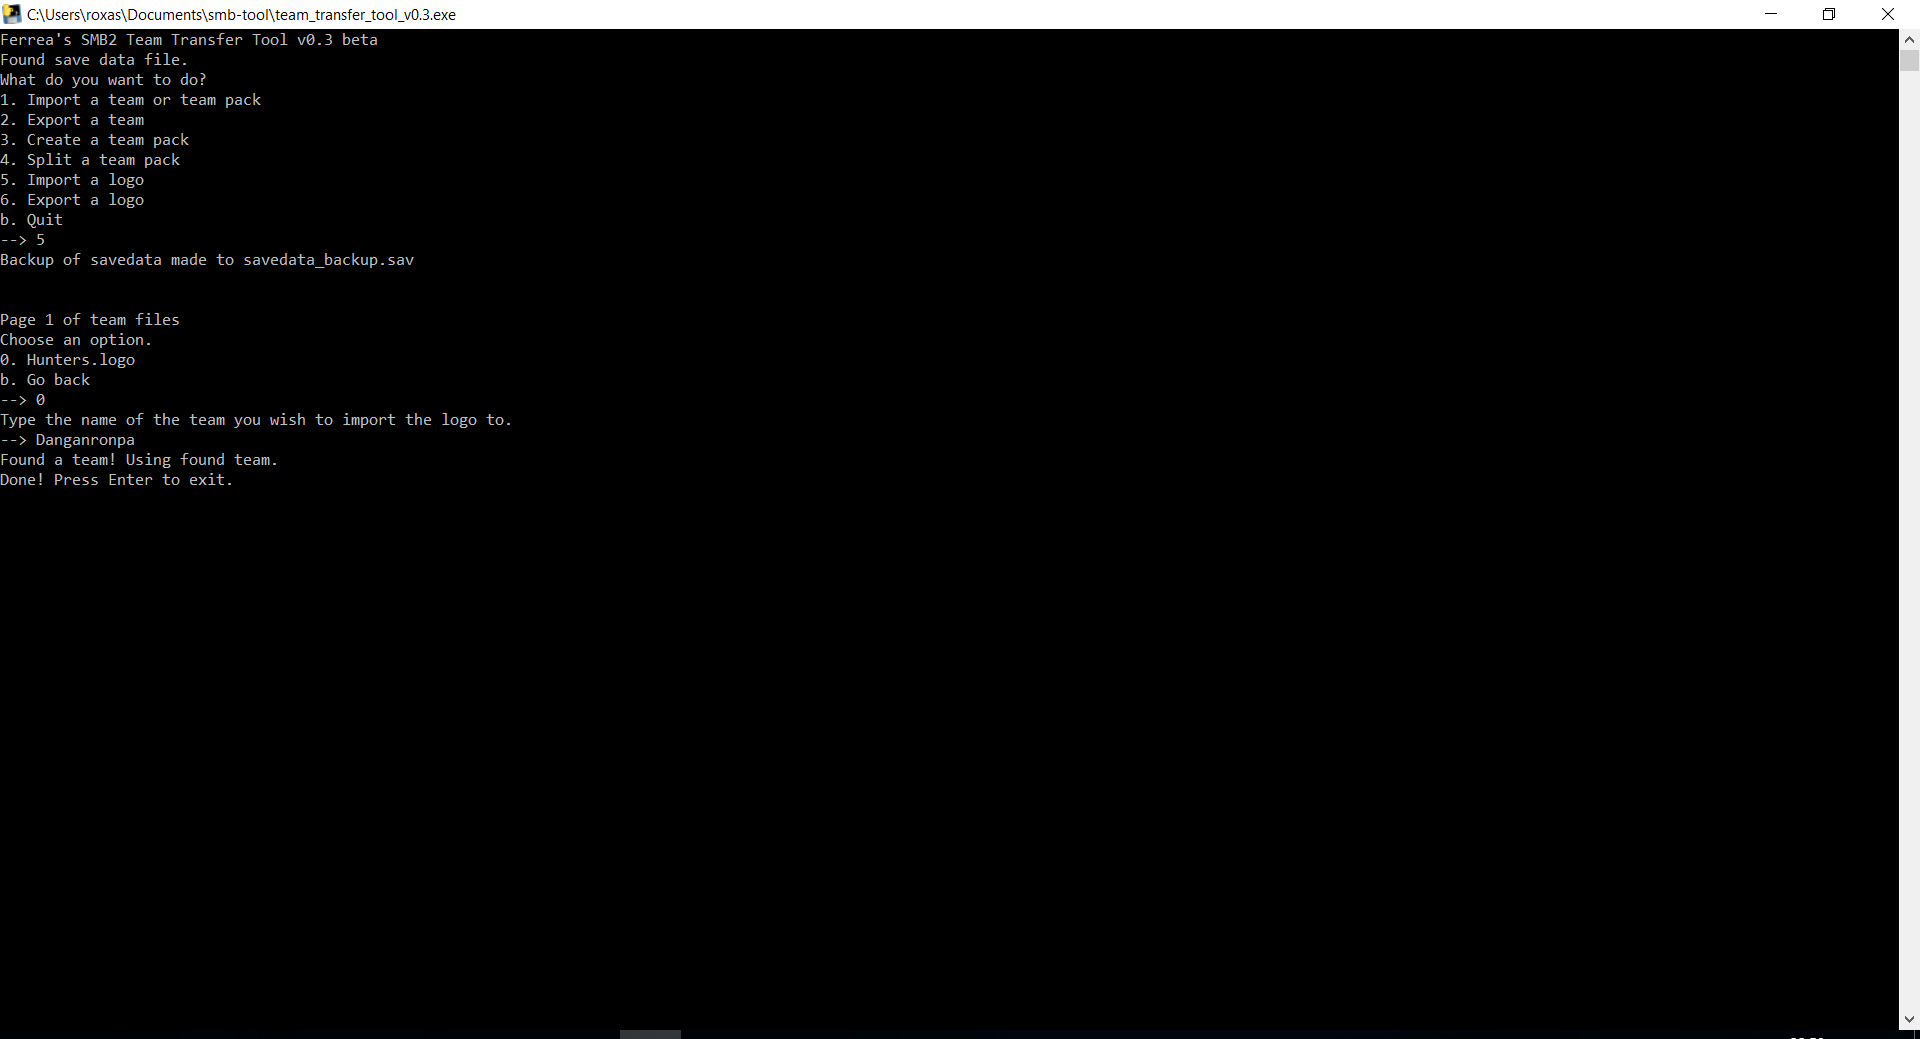 C:\Users\roxas\Documents\smb-tool\team_transfer_tool_v0.3.exe
Ferrea's SMB2 Team Transfer Tool v0.3 beta
Found save data file.
What do you want to do?
1. Import a team or team pack
2. Export a team
3. Create a team pack
4. Split a team pack
5. Import a logo
6. Export a logo
b. Quit
--> 5
Backup of savedata made to savedata_backup.sav
Page 1 of team files
Choose an option.
0. Hunters.logo
b. Go back
--> 0
Type the name of the team you wish to import the logo to.
--> Danganronpa
Found a team! Using found team.
Done! Press Enter to exit.